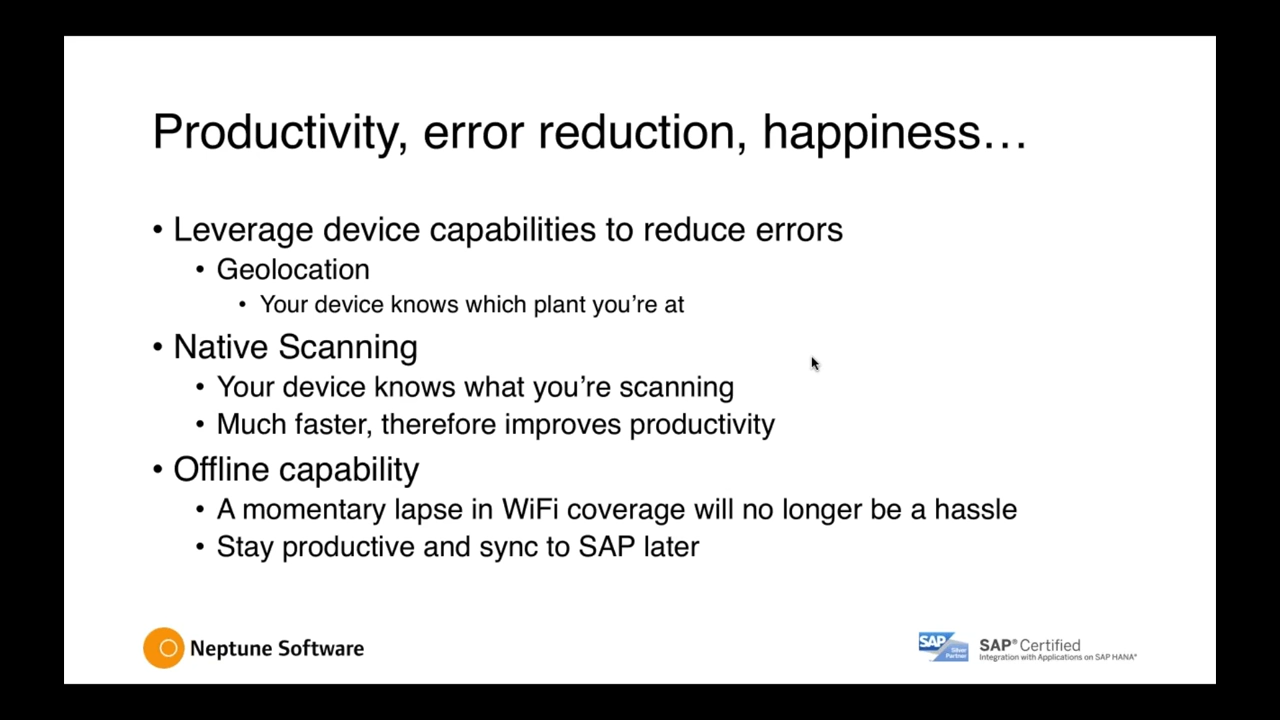 Productivity, error reduction, happiness…
• Leverage device capabilities to reduce errors
• Geolocation
• Your device knows which plant you’re at
• Native Scanning
• Your device knows what you’re scanning
• Much faster, therefore improves productivity
• Offline capability
• A momentary lapse in WiFi coverage will no longer be a hassle
• Stay productive and sync to SAP later
Neptune Software
SAP Silver Partner
SAP® Certified
Integration with Applications on SAP HANA®